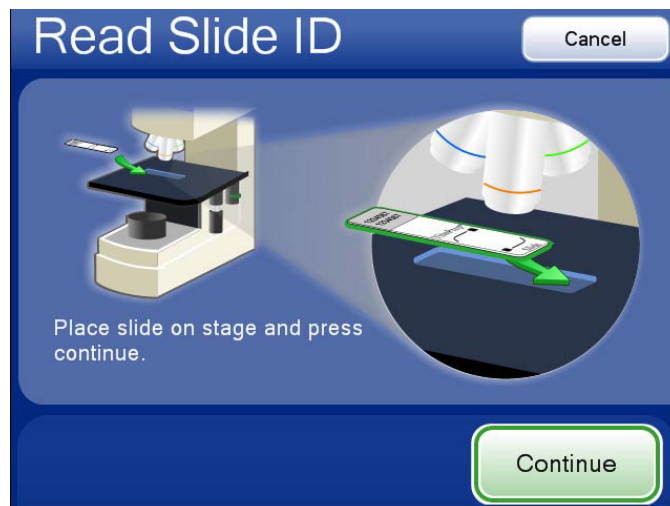 Read Slide ID
Cancel
Place slide on stage and press
continue.
Continue